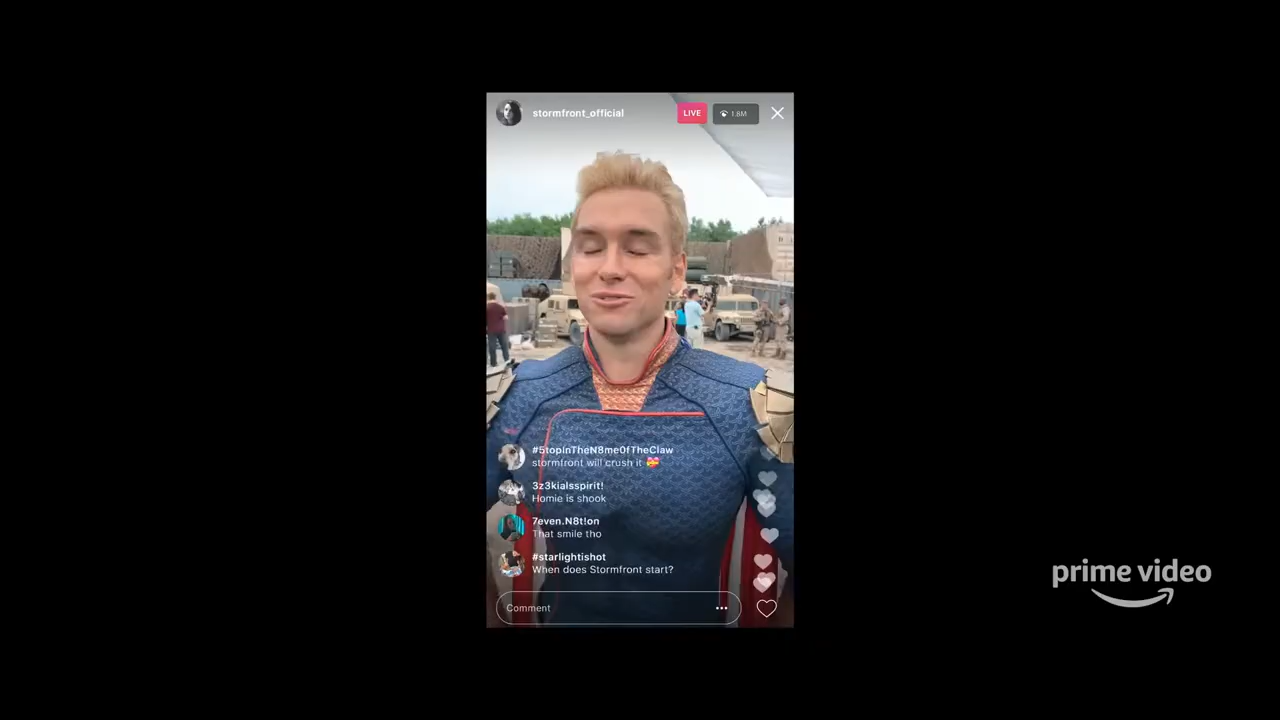 stormfront_official
LIVE
1.8M
#5topInTheN8me0fTheClaw
stormfront will crush it 🥰
3z3kialsspirit!
Homie is shook
7even.N8t!on
That smile tho
#starlightishot
When does Stormfront start?
Comment
prime video